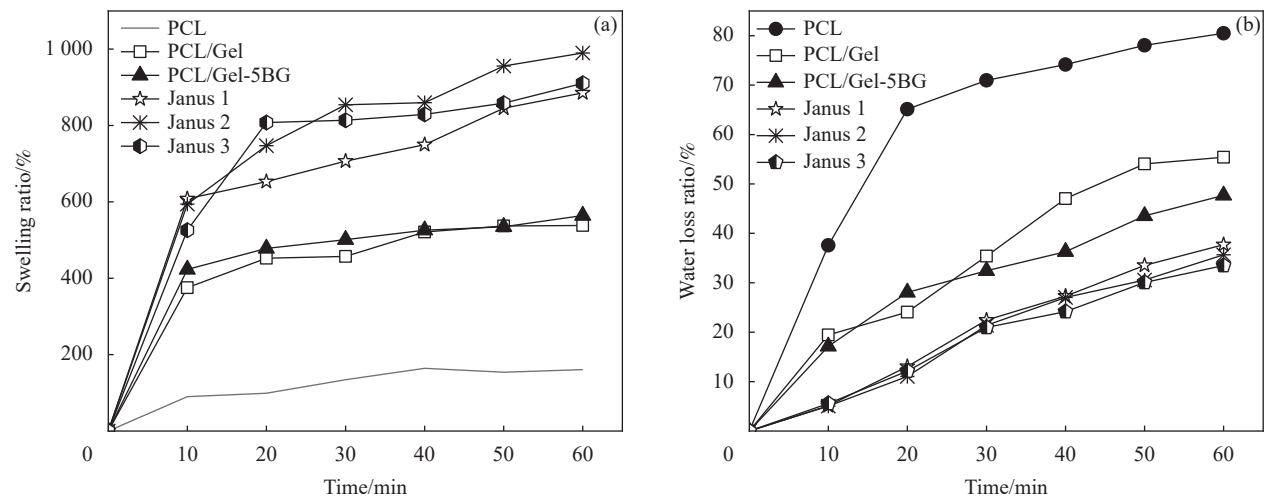 (a)
PCL
PCL/Gel
PCL/Gel-5BG
Janus 1
Janus 2
Janus 3
1 000
800
600
400
200
0
10 20 30 40 50 60
Swelling ratio/%
Time/min
(b)
PCL
PCL/Gel
PCL/Gel-5BG
Janus 1
Janus 2
Janus 3
80
70
60
50
40
30
20
10
0
10 20 30 40 50 60
Water loss ratio/%
Time/min